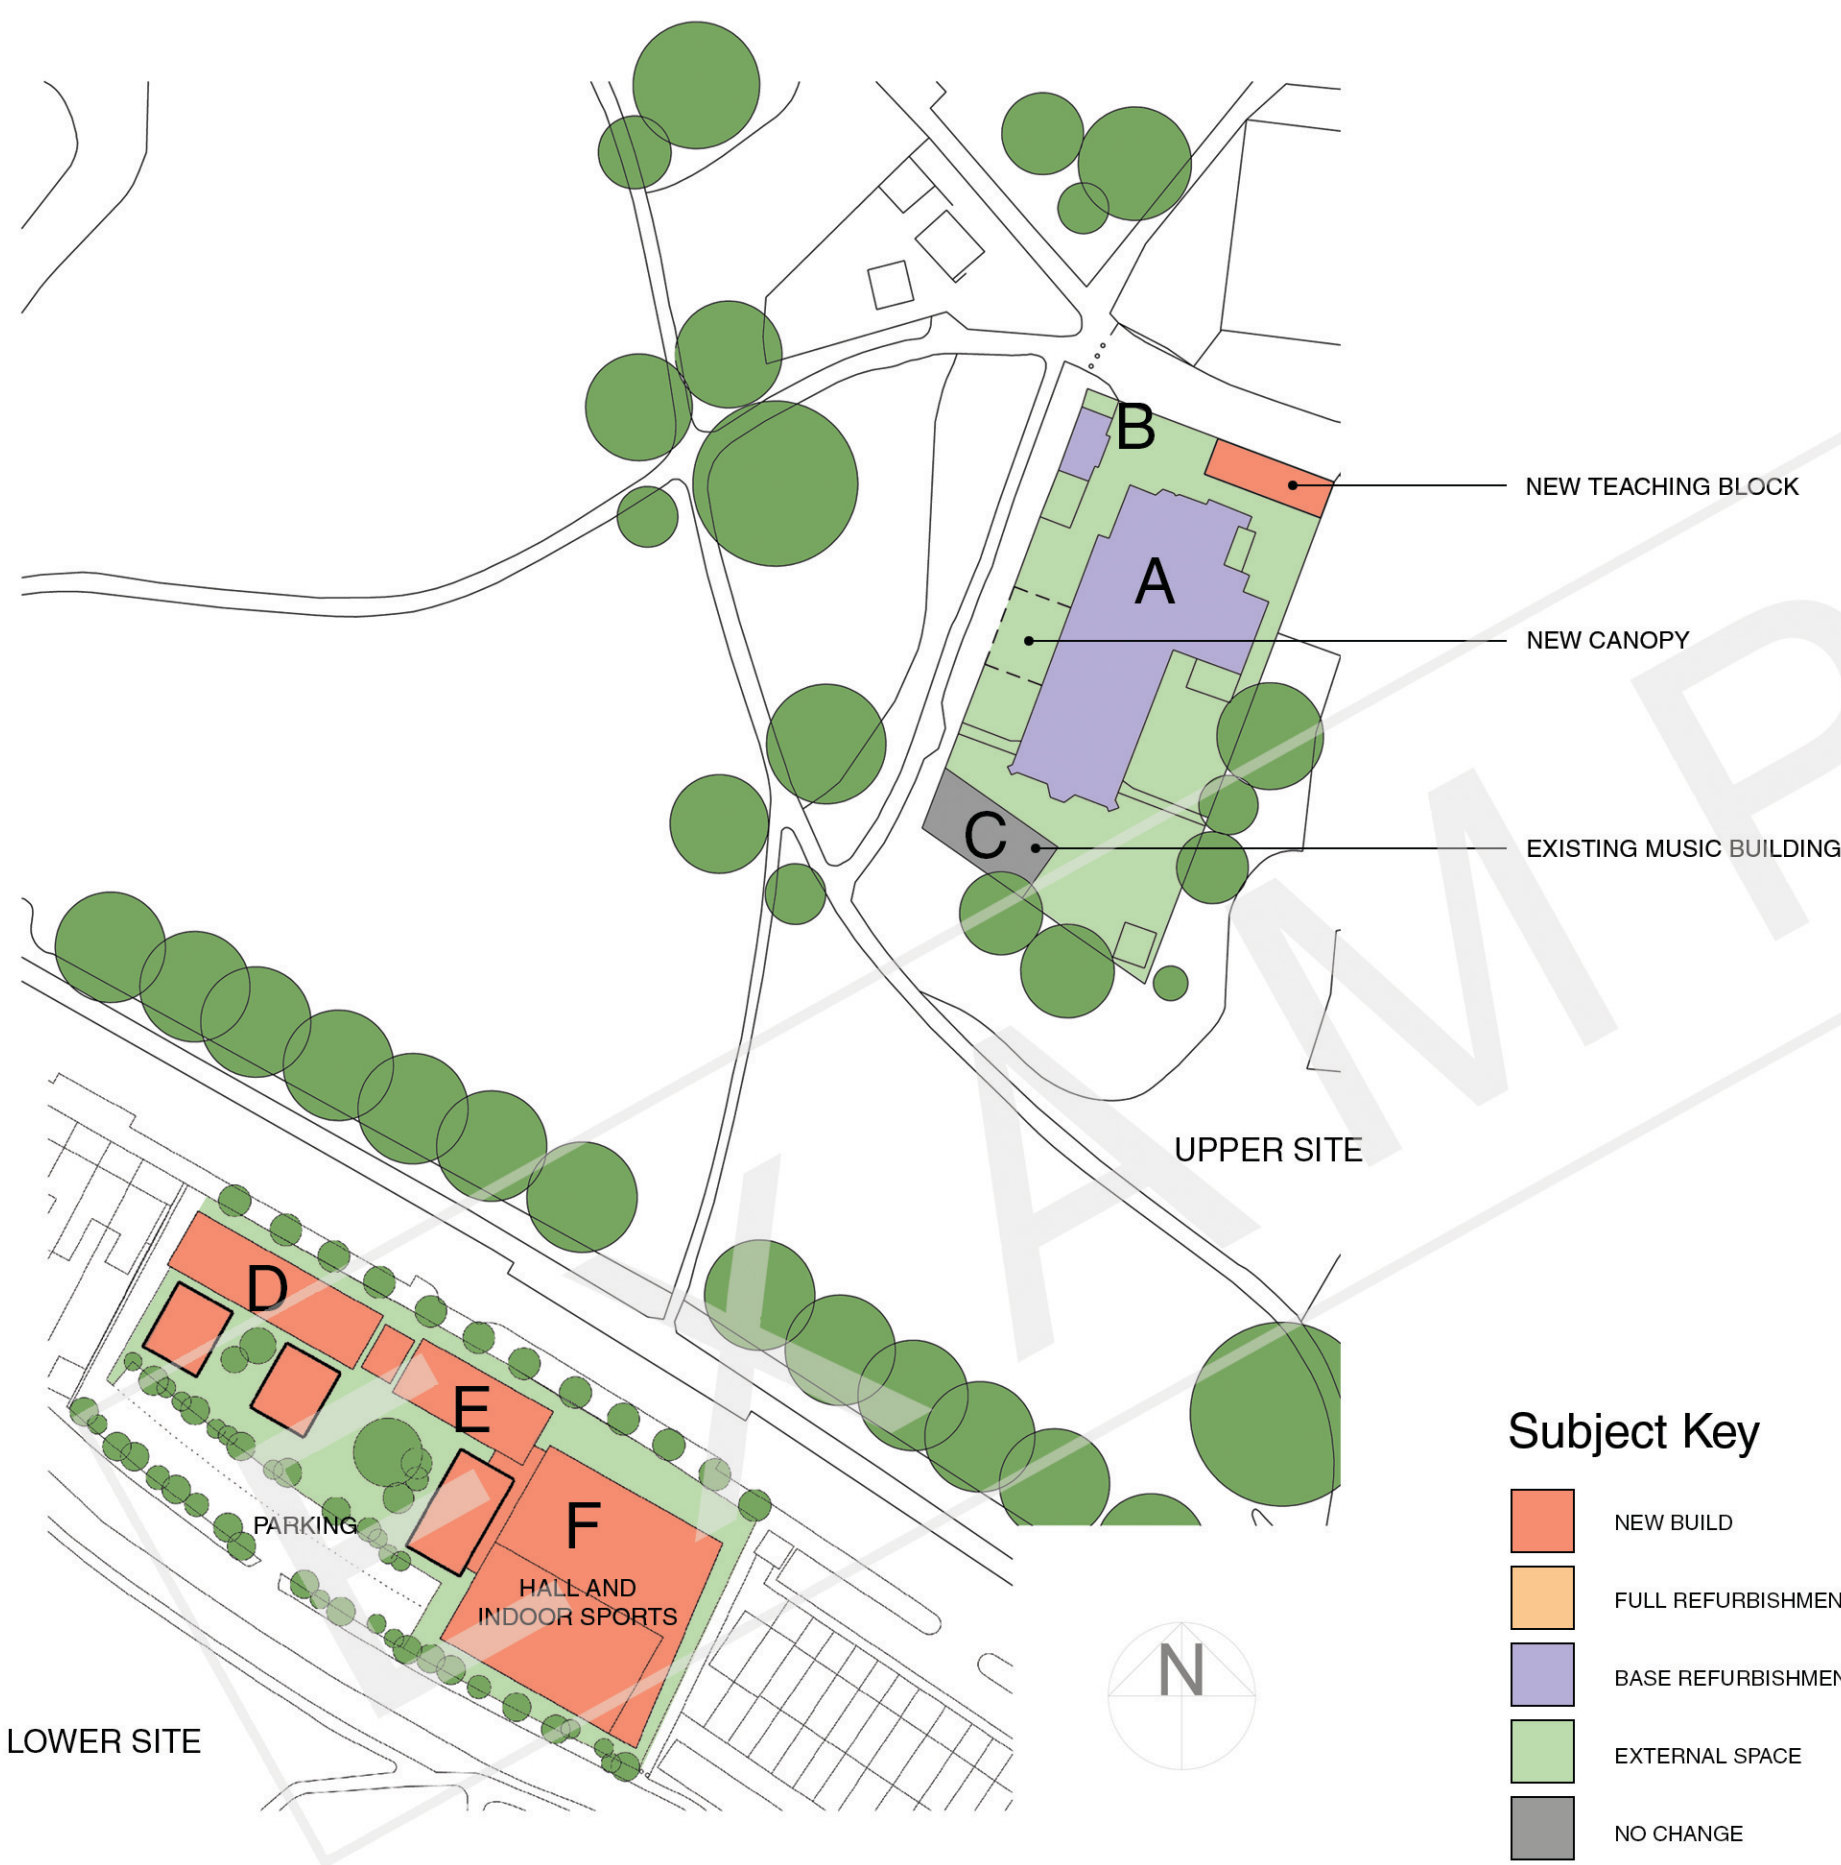 B
NEW TEACHING BLOCK
A
NEW CANOPY
C
EXISTING MUSIC BUILDING
UPPER SITE
D
E
F
PARKING
HALL AND
INDOOR SPORTS
LOWER SITE
N
Subject Key
NEW BUILD
FULL REFURBISHMEN
BASE REFURBISHMEN
EXTERNAL SPACE
NO CHANGE
EXAMP